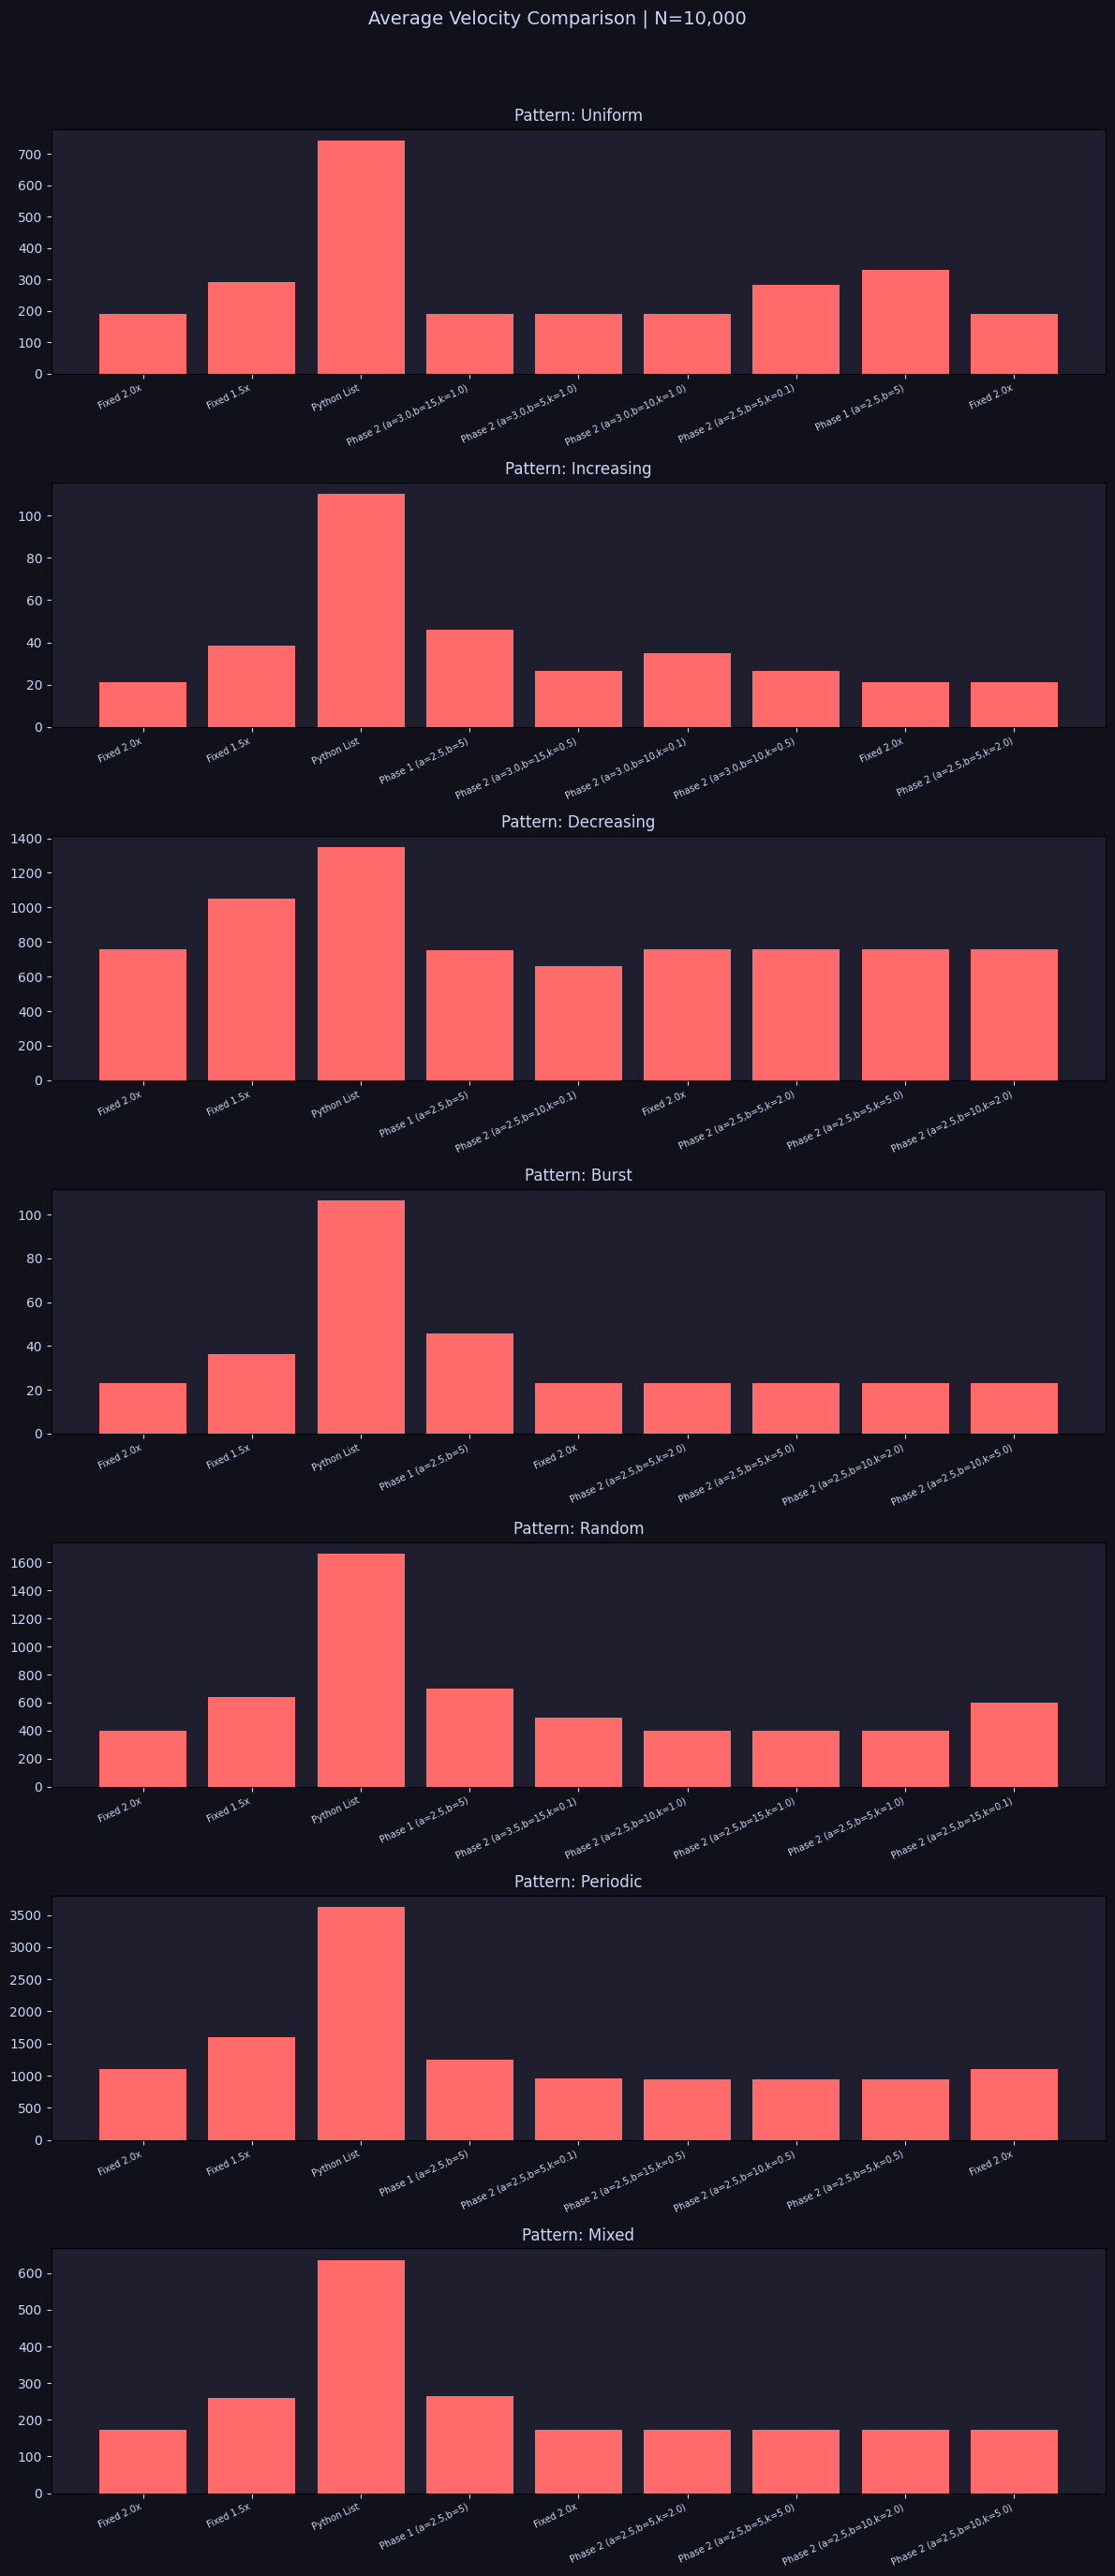 Average Velocity Comparison | N=10,000
Pattern: Uniform
700
600
500
400
300
200
100
0
Fixed 2.0x
Fixed 1.5x
Python List
Phase 2 (a=3.0,b=15,k=1.0)
Phase 2 (a=3.0,b=5,k=1.0)
Phase 2 (a=3.0,b=10,k=1.0)
Phase 2 (a=2.5,b=5,k=0.1)
Phase 1 (a=2.5,b=5)
Fixed 2.0x
Pattern: Increasing
100
80
60
40
20
0
Fixed 2.0x
Fixed 1.5x
Python List
Phase 1 (a=2.5,b=5)
Phase 2 (a=3.0,b=15,k=0.5)
Phase 2 (a=3.0,b=10,k=0.1)
Phase 2 (a=3.0,b=10,k=0.5)
Fixed 2.0x
Phase 2 (a=2.5,b=5,k=2.0)
Pattern: Decreasing
1400
1200
1000
800
600
400
200
0
Fixed 2.0x
Fixed 1.5x
Python List
Phase 1 (a=2.5,b=5)
Phase 2 (a=2.5,b=10,k=0.1)
Fixed 2.0x
Phase 2 (a=2.5,b=5,k=2.0)
Phase 2 (a=2.5,b=5,k=5.0)
Phase 2 (a=2.5,b=10,k=2.0)
Pattern: Burst
100
80
60
40
20
0
Fixed 2.0x
Fixed 1.5x
Python List
Phase 1 (a=2.5,b=5)
Fixed 2.0x
Phase 2 (a=2.5,b=5,k=2.0)
Phase 2 (a=2.5,b=5,k=5.0)
Phase 2 (a=2.5,b=10,k=2.0)
Phase 2 (a=2.5,b=10,k=5.0)
Pattern: Random
1600
1400
1200
1000
800
600
400
200
0
Fixed 2.0x
Fixed 1.5x
Python List
Phase 1 (a=2.5,b=5)
Phase 2 (a=3.5,b=15,k=0.1)
Phase 2 (a=2.5,b=10,k=1.0)
Phase 2 (a=2.5,b=15,k=1.0)
Phase 2 (a=2.5,b=5,k=1.0)
Phase 2 (a=2.5,b=15,k=0.1)
Pattern: Periodic
3500
3000
2500
2000
1500
1000
500
0
Fixed 2.0x
Fixed 1.5x
Python List
Phase 1 (a=2.5,b=5)
Phase 2 (a=2.5,b=5,k=0.1)
Phase 2 (a=2.5,b=15,k=0.5)
Phase 2 (a=2.5,b=10,k=0.5)
Phase 2 (a=2.5,b=5,k=0.5)
Fixed 2.0x
Pattern: Mixed
600
500
400
300
200
100
0
Fixed 2.0x
Fixed 1.5x
Python List
Phase 1 (a=2.5,b=5)
Fixed 2.0x
Phase 2 (a=2.5,b=5,k=2.0)
Phase 2 (a=2.5,b=5,k=5.0)
Phase 2 (a=2.5,b=10,k=2.0)
Phase 2 (a=2.5,b=10,k=5.0)